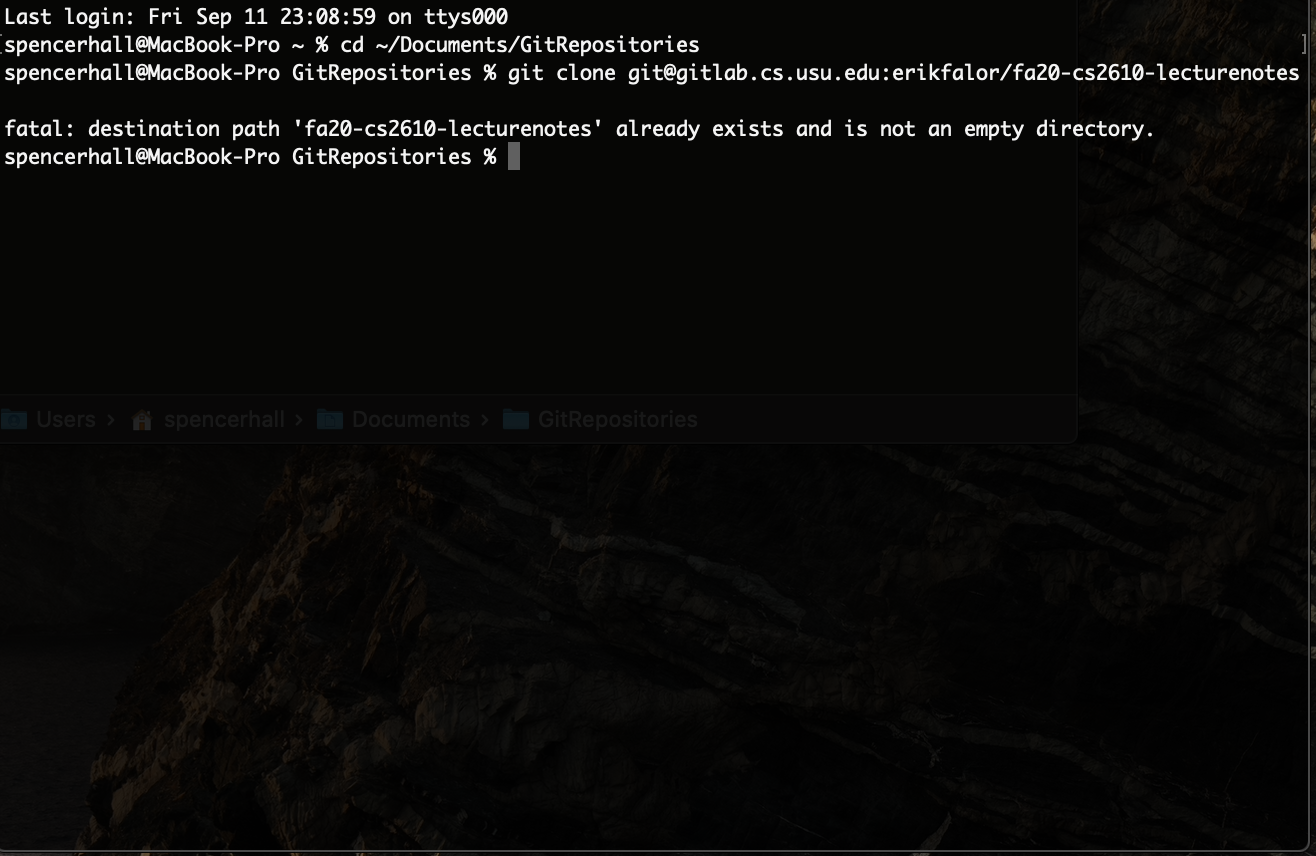 Last login: Fri Sep 11 23:08:59 on ttys000
[spencerhall@MacBook-Pro ~ % cd ~/Documents/GitRepositories ]
spencerhall@MacBook-Pro GitRepositories % git clone git@gitlab.cs.usu.edu:erikfalor/fa20-cs2610-lecturenotes
fatal: destination path 'fa20-cs2610-lecturenotes' already exists and is not an empty directory.
spencerhall@MacBook-Pro GitRepositories %
Users › spencerhall › Documents › GitRepositories